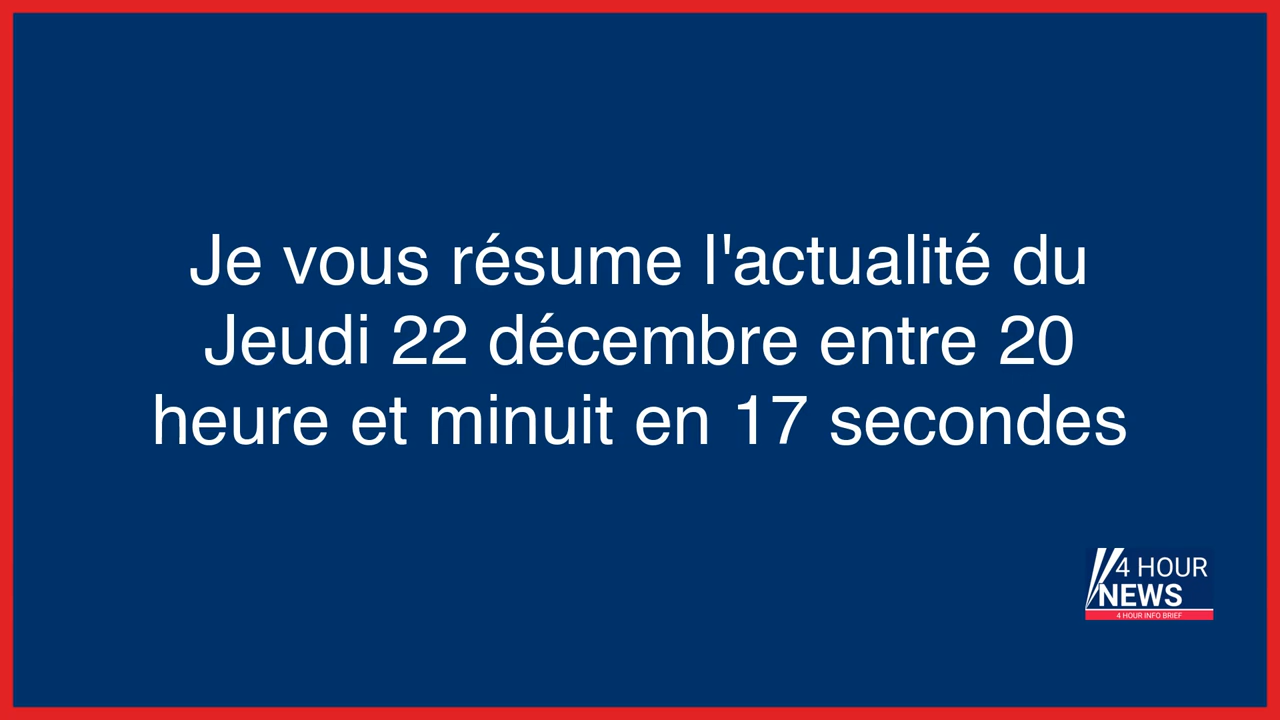 Je vous résume l'actualité du
Jeudi 22 décembre entre 20
heure et minuit en 17 secondes
4 HOUR
NEWS
4 HOUR INFO BRIEF